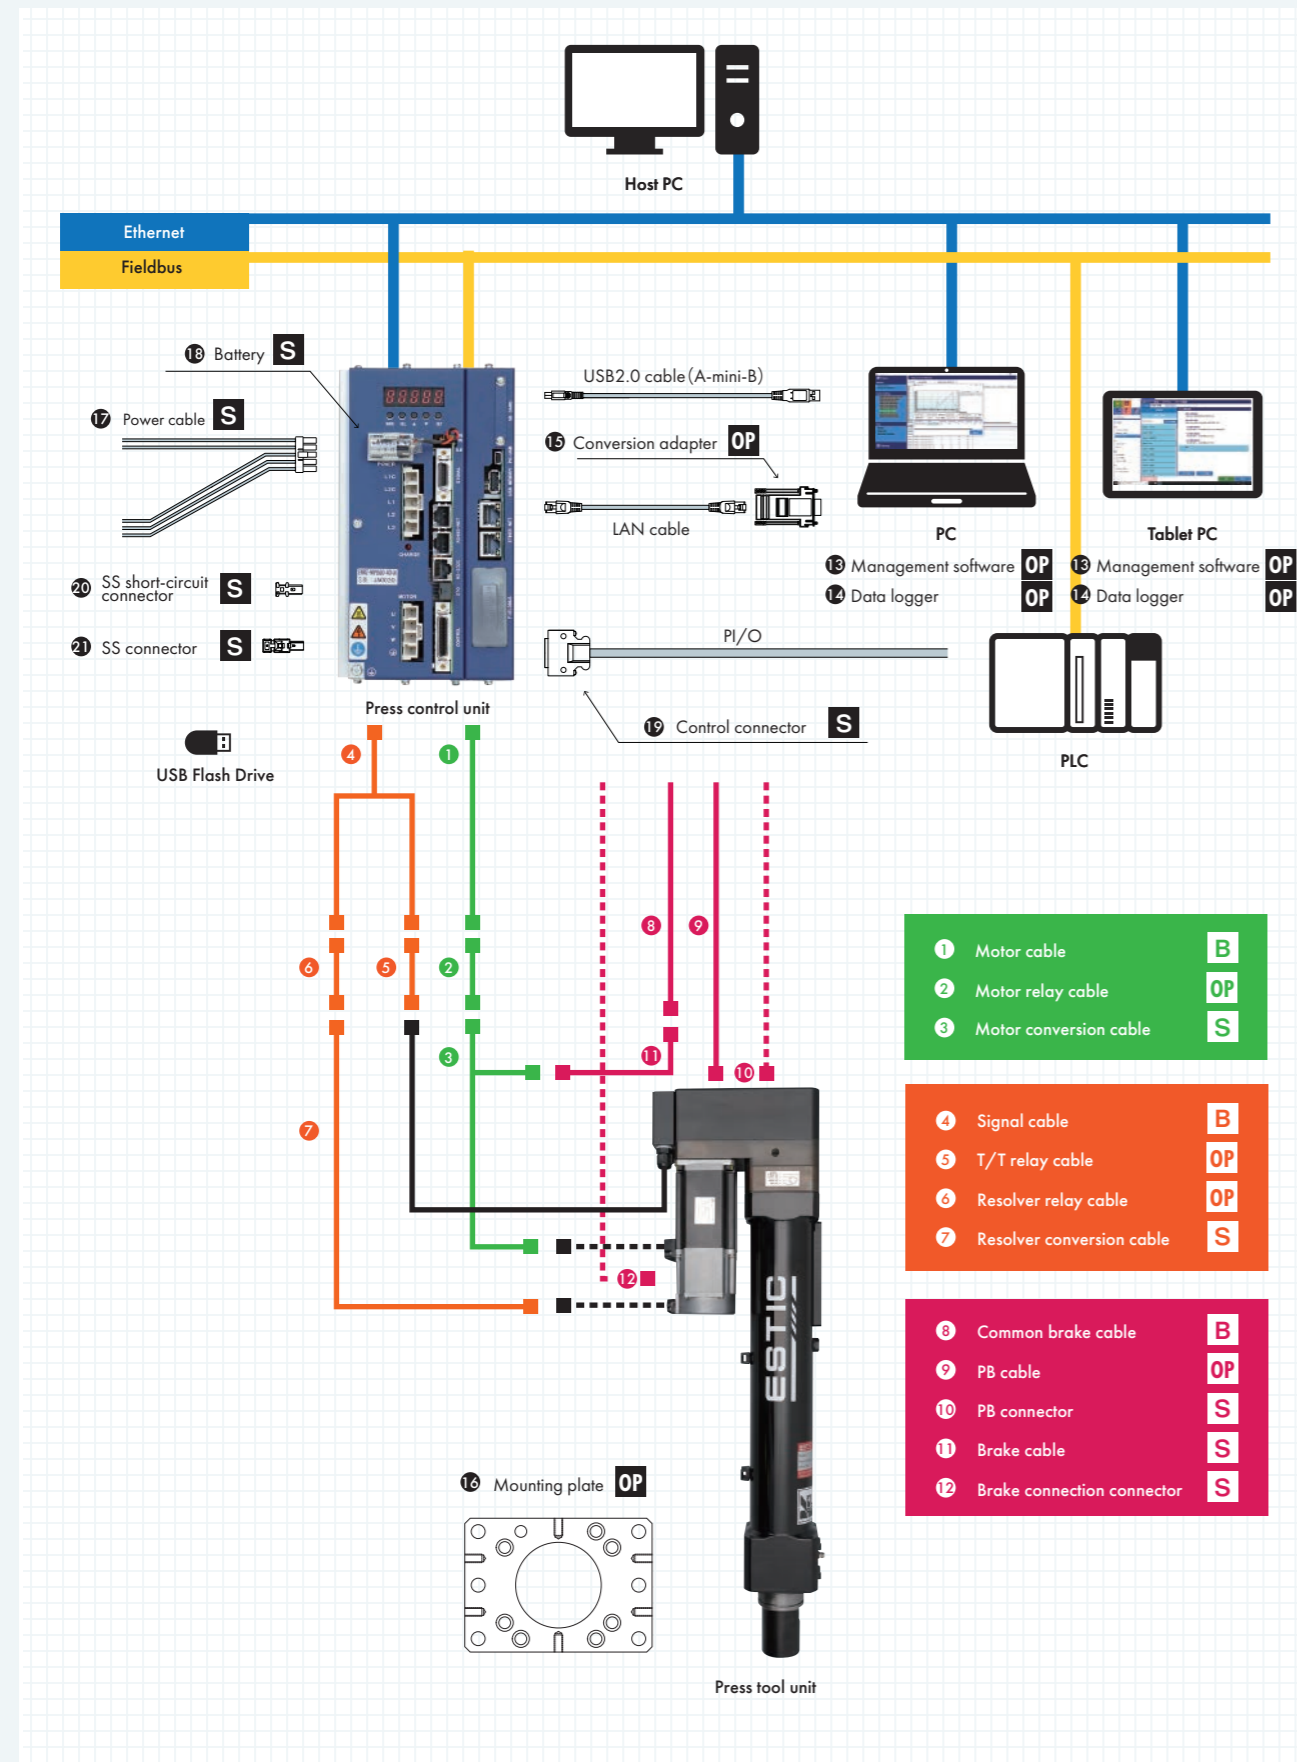 Host PC
Ethernet
Fieldbus
18 Battery S
17 Power cable S
USB2.0 cable (A-mini-B)
15 Conversion adapter OP
LAN cable
20 SS short-circuit
connector S
21 SS connector S
PC
13 Management software OP
14 Data logger OP
Tablet PC
13 Management software OP
14 Data logger OP
PI/O
Press control unit
19 Control connector S
USB Flash Drive
PLC
4
1
8
9
6
5
2
3
11
10
7
12
1 Motor cable B
2 Motor relay cable OP
3 Motor conversion cable S
4 Signal cable B
5 T/T relay cable OP
6 Resolver relay cable OP
7 Resolver conversion cable S
8 Common brake cable B
9 PB cable OP
10 PB connector S
11 Brake cable S
12 Brake connection connector S
ESTIC
16 Mounting plate OP
Press tool unit